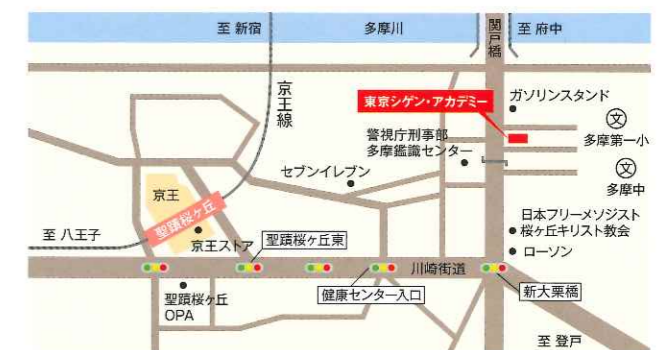 至 新宿
多摩川
関戸橋
至 府中
京王線
東京シゲン・アカデミー
ガソリンスタンド
文
多摩第一小
警視庁刑事部
多摩鑑識センター
セブンイレブン
文
多摩中
京王
聖蹟桜ヶ丘
日本フリーメソジスト
桜ヶ丘キリスト教会
至 八王子
京王ストア
聖蹟桜ヶ丘東
ローソン
川崎街道
聖蹟桜ヶ丘
OPA
健康センター入口
新大栗橋
至 登戸